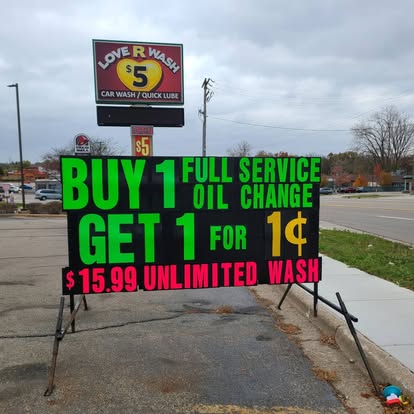 LOVE R WASH
$5
CAR WASH / QUICK LUBE
$5
BUY 1 FULL SERVICE OIL CHANGE
GET 1 FOR 1¢
$15.99 UNLIMITED WASH